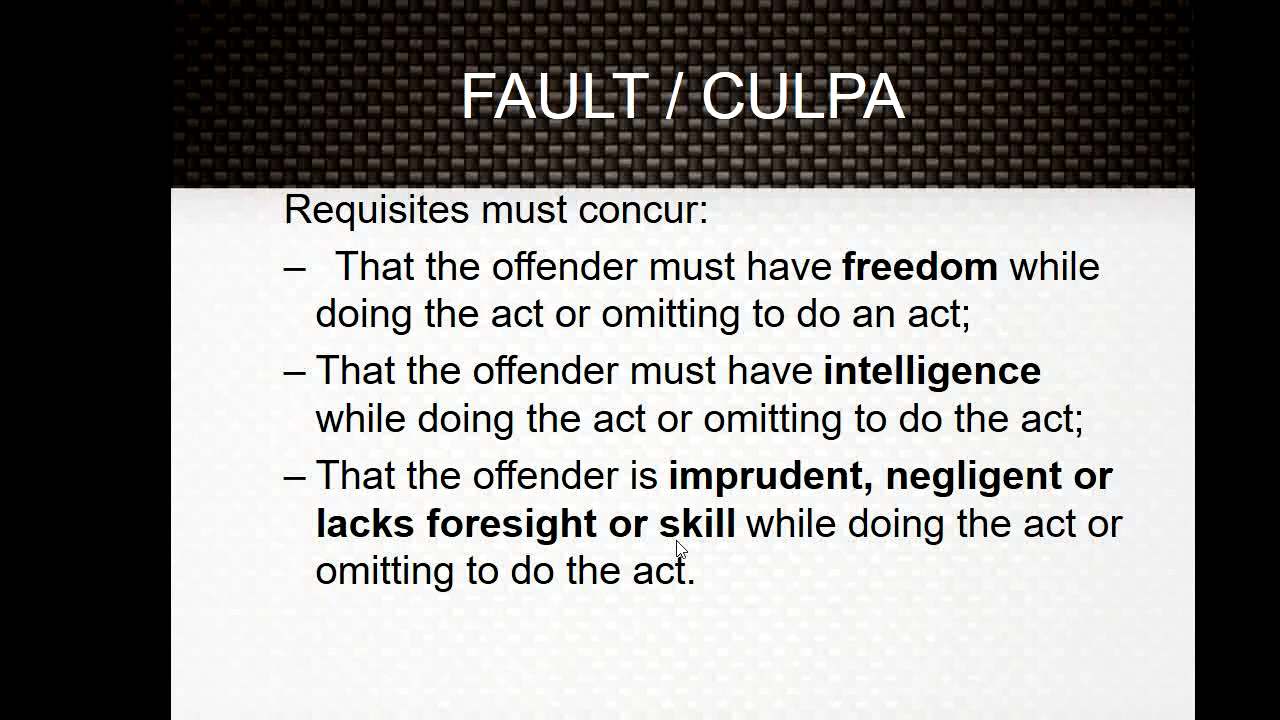 FAULT / CULPA
Requisites must concur:
– That the offender must have freedom while
doing the act or omitting to do an act;
– That the offender must have intelligence
while doing the act or omitting to do the act;
– That the offender is imprudent, negligent or
lacks foresight or skill while doing the act or
omitting to do the act.